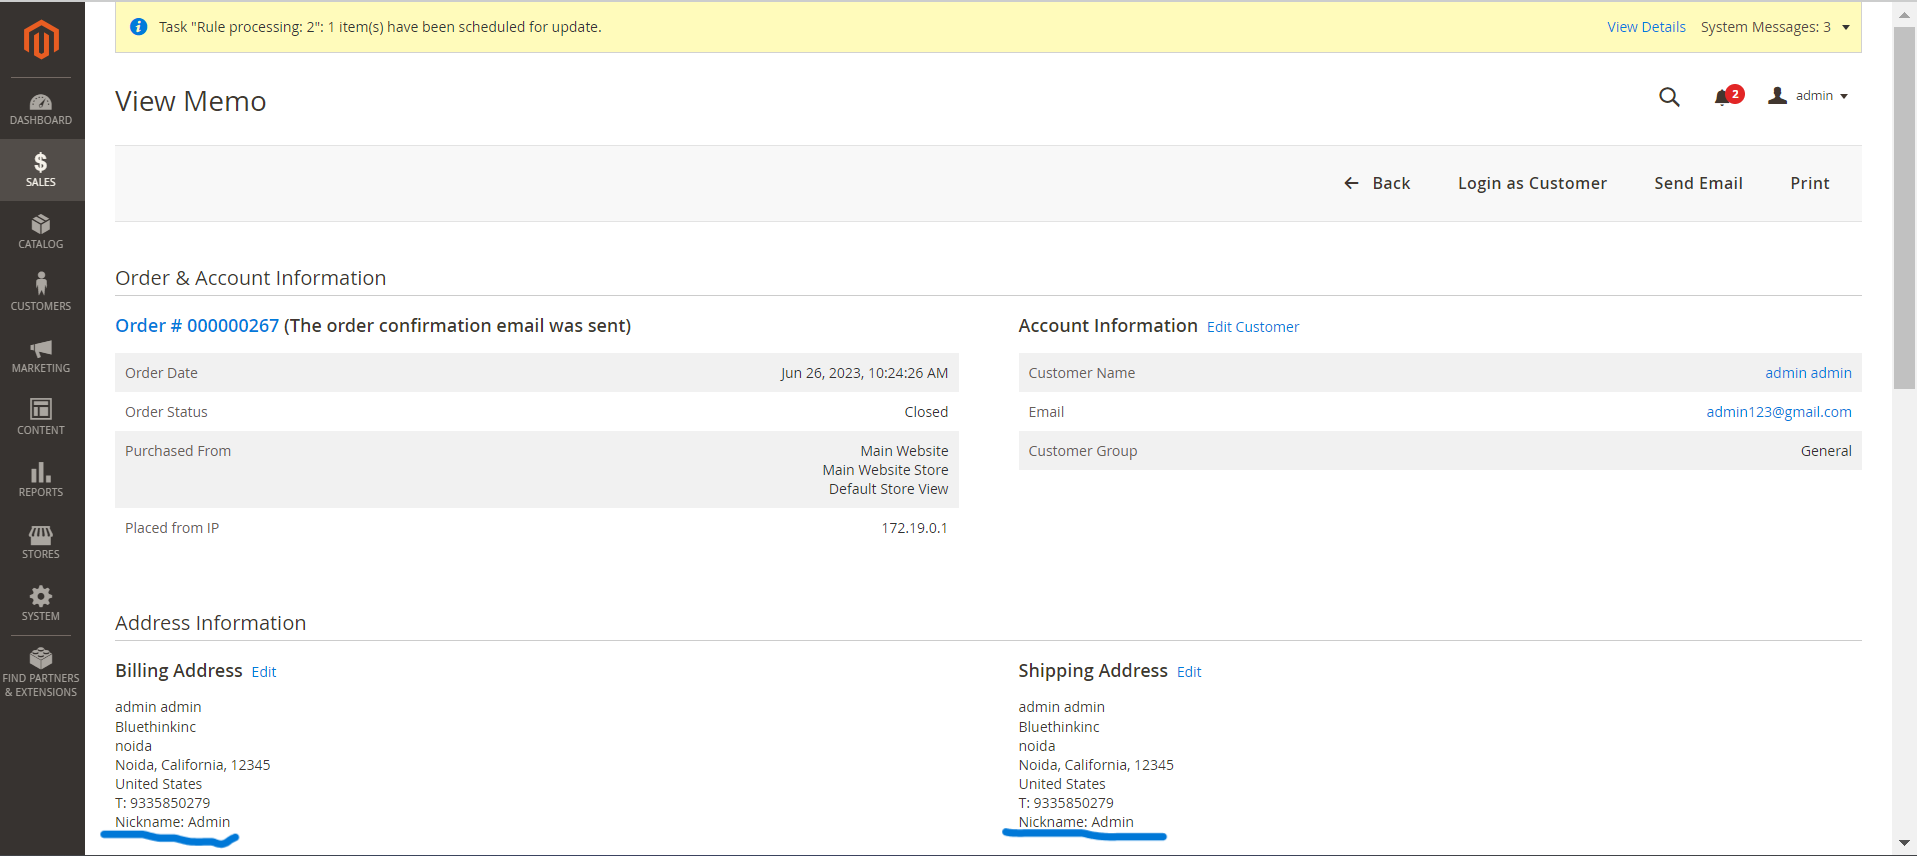 Task "Rule processing: 2": 1 item(s) have been scheduled for update.
View Details
System Messages: 3
View Memo
2
admin
DASHBOARD
SALES
CATALOG
CUSTOMERS
MARKETING
CONTENT
REPORTS
STORES
SYSTEM
FIND PARTNERS
& EXTENSIONS
Back
Login as Customer
Send Email
Print
Order & Account Information
Order # 000000267 (The order confirmation email was sent)
Order Date
Jun 26, 2023, 10:24:26 AM
Order Status
Closed
Purchased From
Main Website
Main Website Store
Default Store View
Placed from IP
172.19.0.1
Account Information Edit Customer
Customer Name
admin admin
Email
admin123@gmail.com
Customer Group
General
Address Information
Billing Address Edit
admin admin
Bluethinkinc
noida
Noida, California, 12345
United States
T: 9335850279
Nickname: Admin
Shipping Address Edit
admin admin
Bluethinkinc
noida
Noida, California, 12345
United States
T: 9335850279
Nickname: Admin